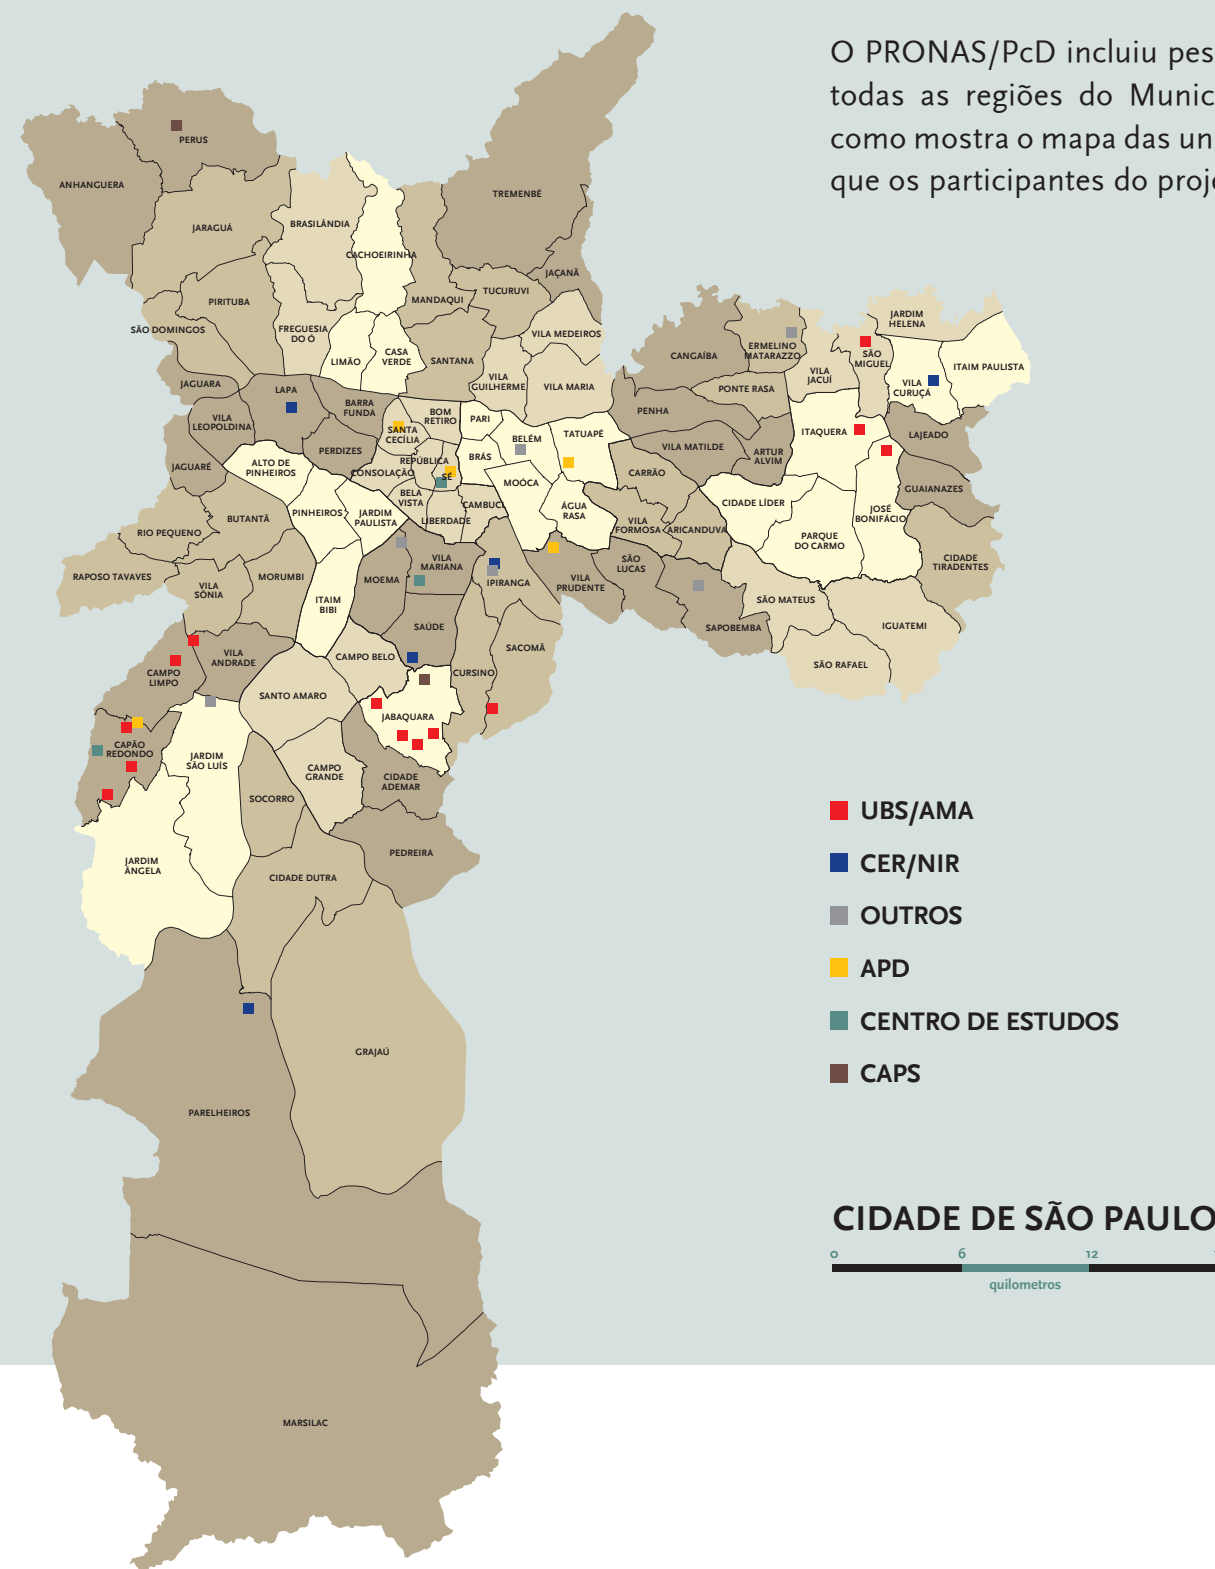 O PRONAS/PcD incluiu pes
todas as regiões do Munic
como mostra o mapa das un
que os participantes do proj
PERUS
ANHANGUERA
TREMENBÉ
JARAGUÁ
BRASILÂNDIA
CACHOEIRINHA
JAÇANÃ
PIRITUBA
MANDAQUI
TUCURUVI
SÃO DOMINGOS
FREGUESIA
DO Ó
VILA MEDEIROS
JARDIM
HELENA
LIMÃO
CASA
VERDE
SANTANA
CANGAÍBA
ERMELINO
MATARAZZO
SÃO
MIGUEL
ITAIM PAULISTA
JAGUARA
LAPA
VILA
GUILHERME
VILA MARIA
PONTE RASA
VILA
JACUÍ
VILA
CURUÇÁ
VILA
LEOPOLDINA
BARRA
FUNDA
BOM
RETIRO
PARI
PENHA
SANTA
CECÍLIA
BELÉM
TATUAPÉ
ITAQUERA
LAJEADO
PERDIZES
VILA MATILDE
ARTUR
ALVIM
JAGUARÉ
ALTO DE
PINHEIROS
CONSOLAÇÃO
REPÚBLICA
SÉ
BRÁS
CARRÃO
MOÓCA
GUAIANAZES
BELA
VISTA
CAMBUCI
CIDADE LÍDER
PINHEIROS
JARDIM
PAULISTA
LIBERDADE
ÁGUA
RASA
JOSÉ
BONIFÁCIO
BUTANTÃ
RIO PEQUENO
VILA
FORMOSA
ARICANDUVA
PARQUE
DO CARMO
VILA
MARIANA
SÃO
LUCAS
CIDADE
TIRADENTES
RAPOSO TAVAVES
VILA
SÔNIA
MORUMBI
MOEMA
IPIRANGA
VILA
PRUDENTE
ITAIM
BIBI
SÃO MATEUS
SAÚDE
SAPOBEMBA
IGUATEMI
SACOMÃ
VILA
ANDRADE
CAMPO BELO
SÃO RAFAEL
CAMPO
LIMPO
CURSINO
SANTO AMARO
JABAQUARA
CAPÃO
REDONDO
JARDIM
SÃO LUÍS
CAMPO
GRANDE
CIDADE
ADEMAR
SOCORRO
JARDIM
ÂNGELA
PEDREIRA
CIDADE DUTRA
GRAJAÚ
PARELHEIROS
MARSILAC
UBS/AMA
CER/NIR
OUTROS
APD
CENTRO DE ESTUDOS
CAPS
CIDADE DE SÃO PAULO
0 6 12
quilometros